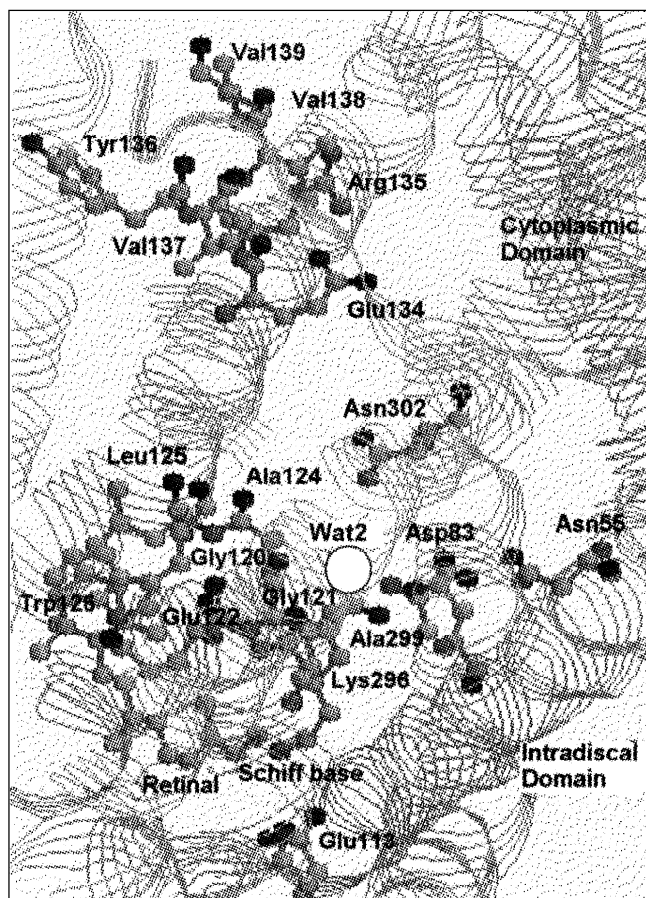 Val139
Val138
Tyr136
Arg135
Val137
Cytoplasmic
Domain
Glu134
Asn302
Leu125
Ala124
Wat2
Asp83
Asn55
Gly120
Gly121
Trp126
Glu122
Ala299
Lys296
Retinal
Schiff base
Intradiscal
Domain
Glu113